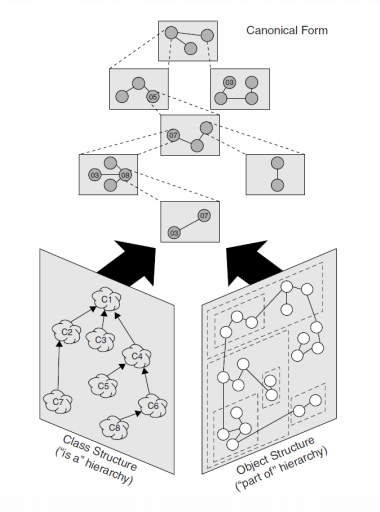 Canonical Form
03
05
07
03 08
07
03
C1
C2
C3
C4
C5
C6
C7
C8
Class Structure
("is a" hierarchy)
Object Structure
("part of" hierarchy)